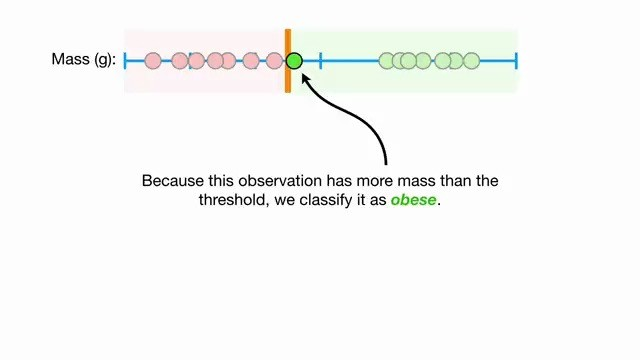 Mass (g):
Because this observation has more mass than the
threshold, we classify it as obese.